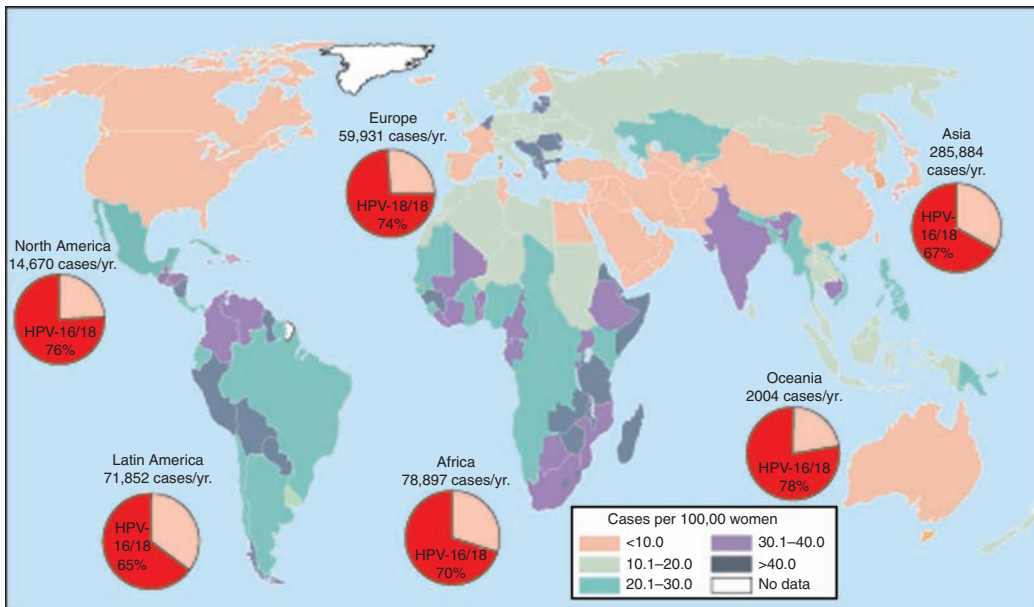 Europe
59,931 cases/yr.
HPV-18/18
74%
Asia
285,884
cases/yr.
HPV-
16/18
67%
North America
14,670 cases/yr.
HPV-16/18
76%
Oceania
2004 cases/yr.
HPV-16/18
78%
Latin America
71,852 cases/yr.
HPV-
16/18
65%
Africa
78,897 cases/yr.
HPV-16/18
70%
Cases per 100,00 women
<10.0
10.1–20.0
20.1–30.0
30.1–40.0
>40.0
No data